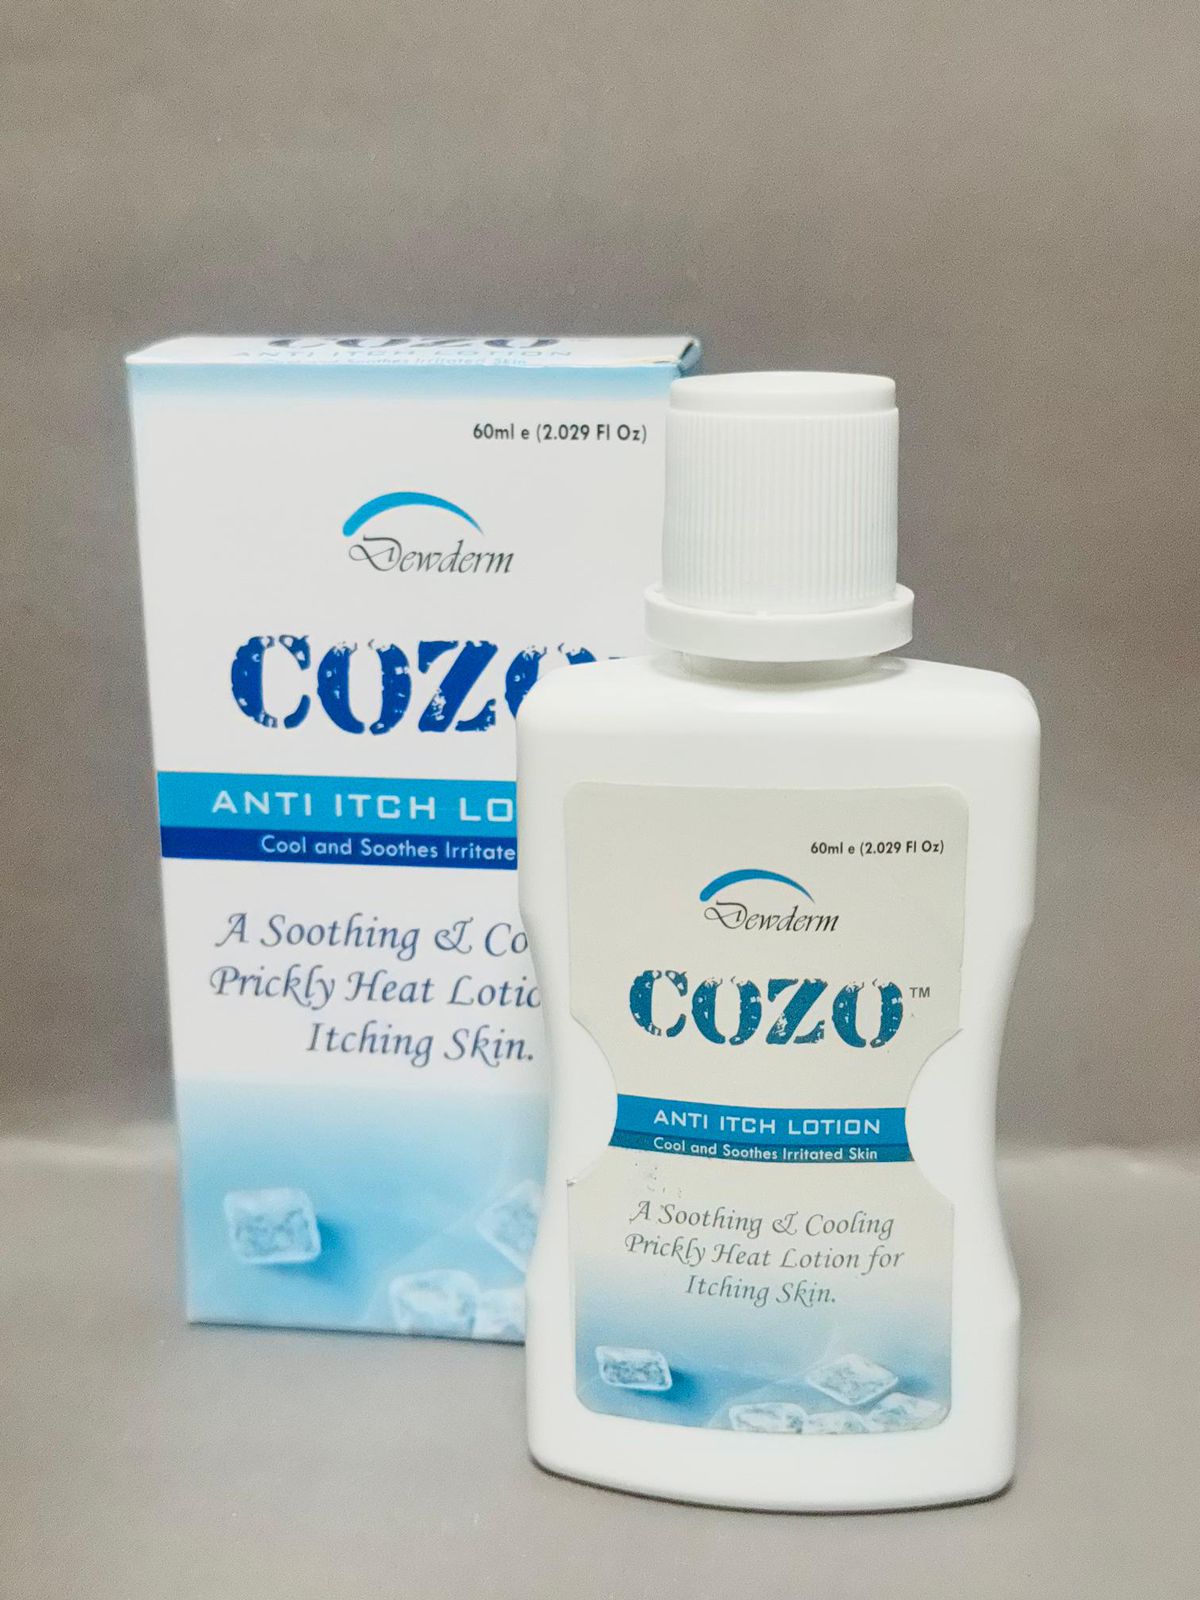 COZO
ANTI ITCH LOTION
Cool and Soothes Irritated Skin
60ml e (2.029 Fl Oz)
Dewderm
COZO
ANTI ITCH LO
Cool and Soothes Irritate
A Soothing & Co
Prickly Heat Lotio
Itching Skin.
60ml e (2.029 Fl Oz)
Dewderm
COZO™
ANTI ITCH LOTION
Cool and Soothes Irritated Skin
A Soothing & Cooling
Prickly Heat Lotion for
Itching Skin.